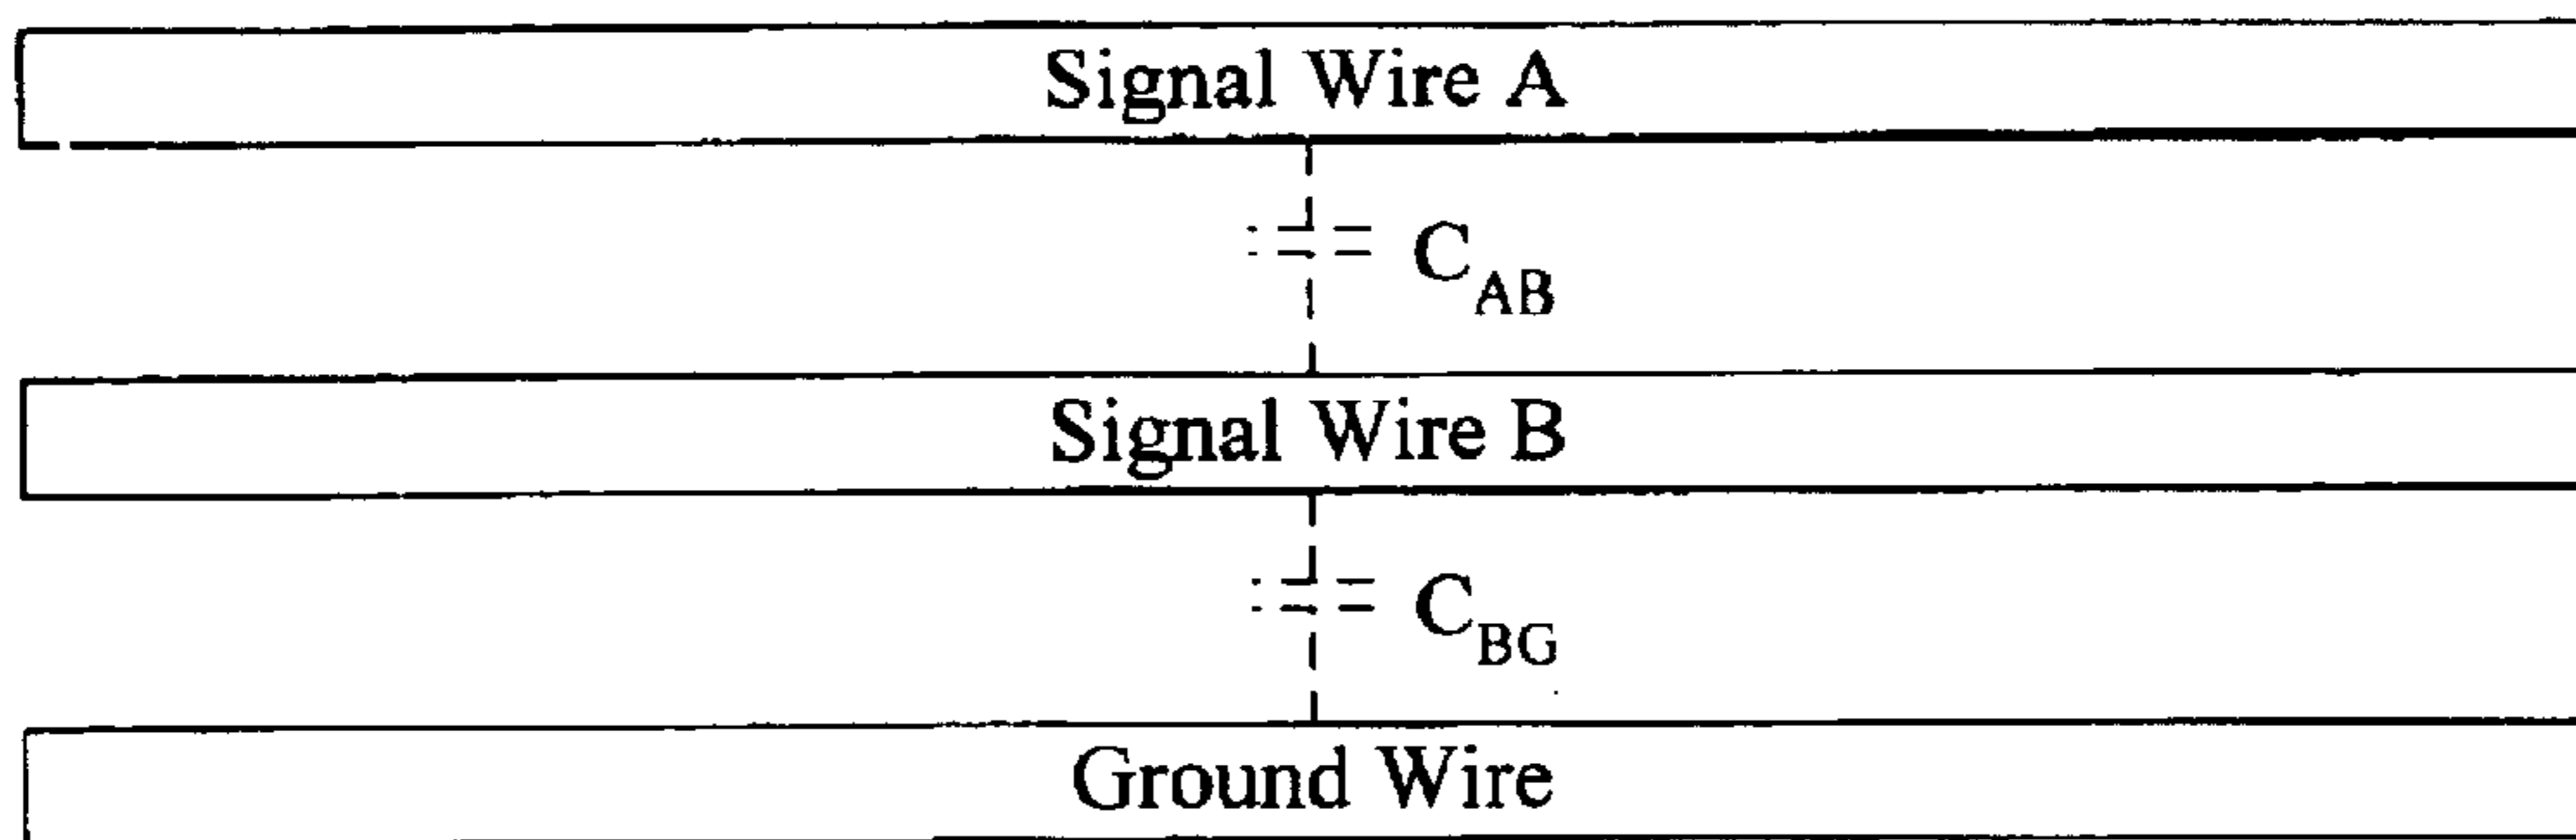 Signal Wire A
C_AB
Signal Wire B
C_BG
Ground Wire